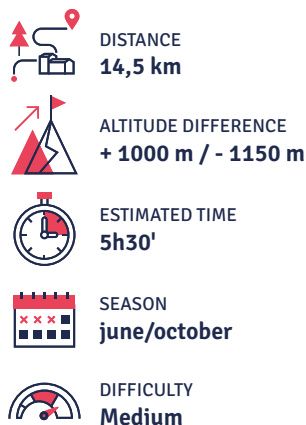 DISTANCE
14,5 km
ALTITUDE DIFFERENCE
+ 1000 m / - 1150 m
ESTIMATED TIME
5h30'
SEASON
june/october
DIFFICULTY
Medium